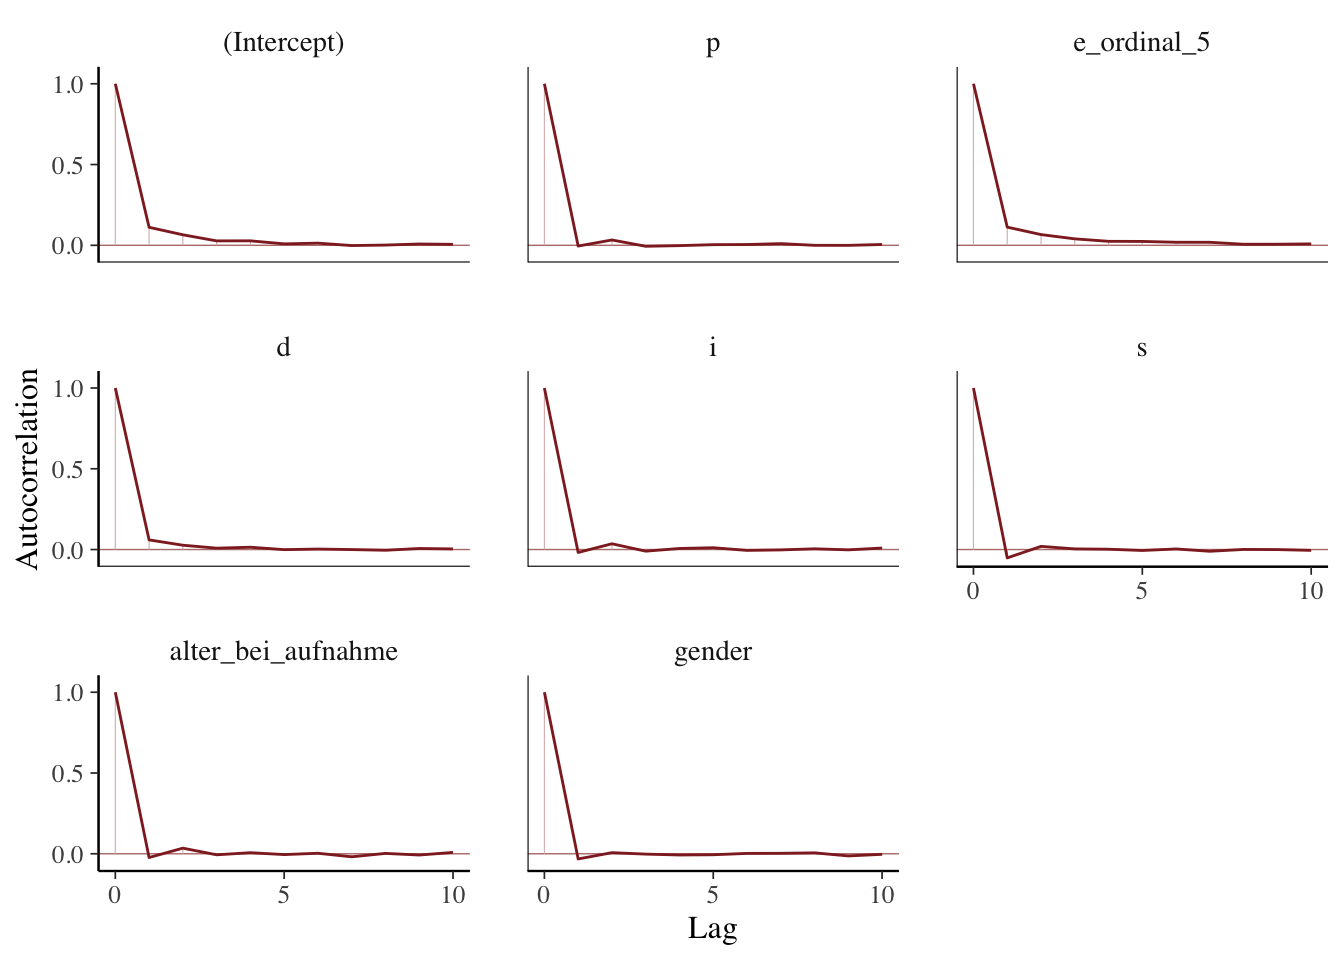 (Intercept) p e_ordinal_5
1.0
0.5
0.0
d i s
1.0
0.5
0.0
0 5 10
Autocorrelation
alter_bei_aufnahme gender
1.0
0.5
0.0
0 5 10 0 5 10
Lag